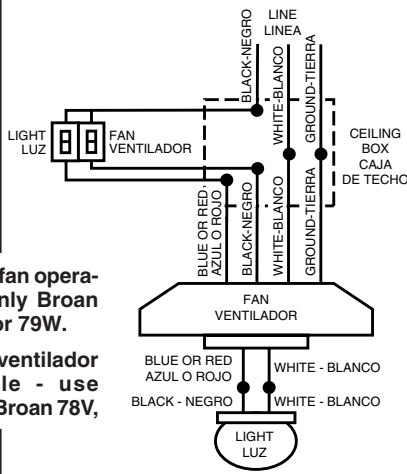 LINE
LINEA
BLACK-NEGRO
WHITE-BLANCO
GROUND-TIERRA
LIGHT
LUZ
FAN
VENTILADOR
CEILING
BOX
CAJA
DE TECHO
BLUE OR RED,
AZUL O ROJO
BLACK-NEGRO
WHITE-BLANCO
GROUND-TIERRA
fan opera-
nly Broan
or 79W.
ventilador
le - use
Broan 78V,
FAN
VENTILADOR
BLUE OR RED
AZUL O ROJO
WHITE - BLANCO
BLACK - NEGRO
WHITE - BLANCO
LIGHT
LUZ